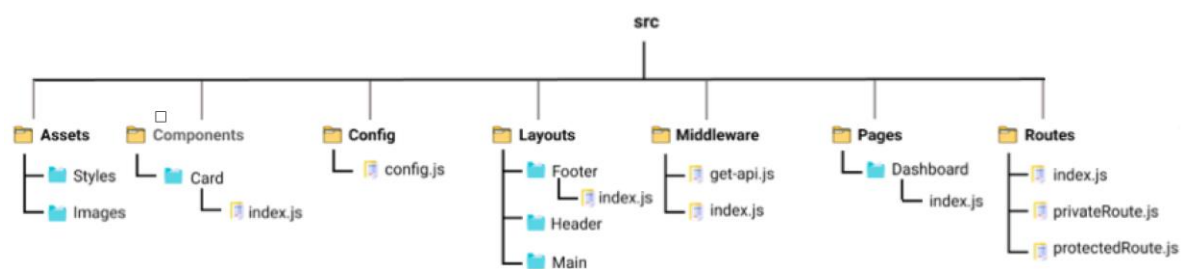 src
Assets
Styles
Images
Components
Card
index.js
Config
config.js
Layouts
Footer
index.js
Header
Main
Middleware
get-api.js
index.js
Pages
Dashboard
index.js
Routes
index.js
privateRoute.js
protectedRoute.js